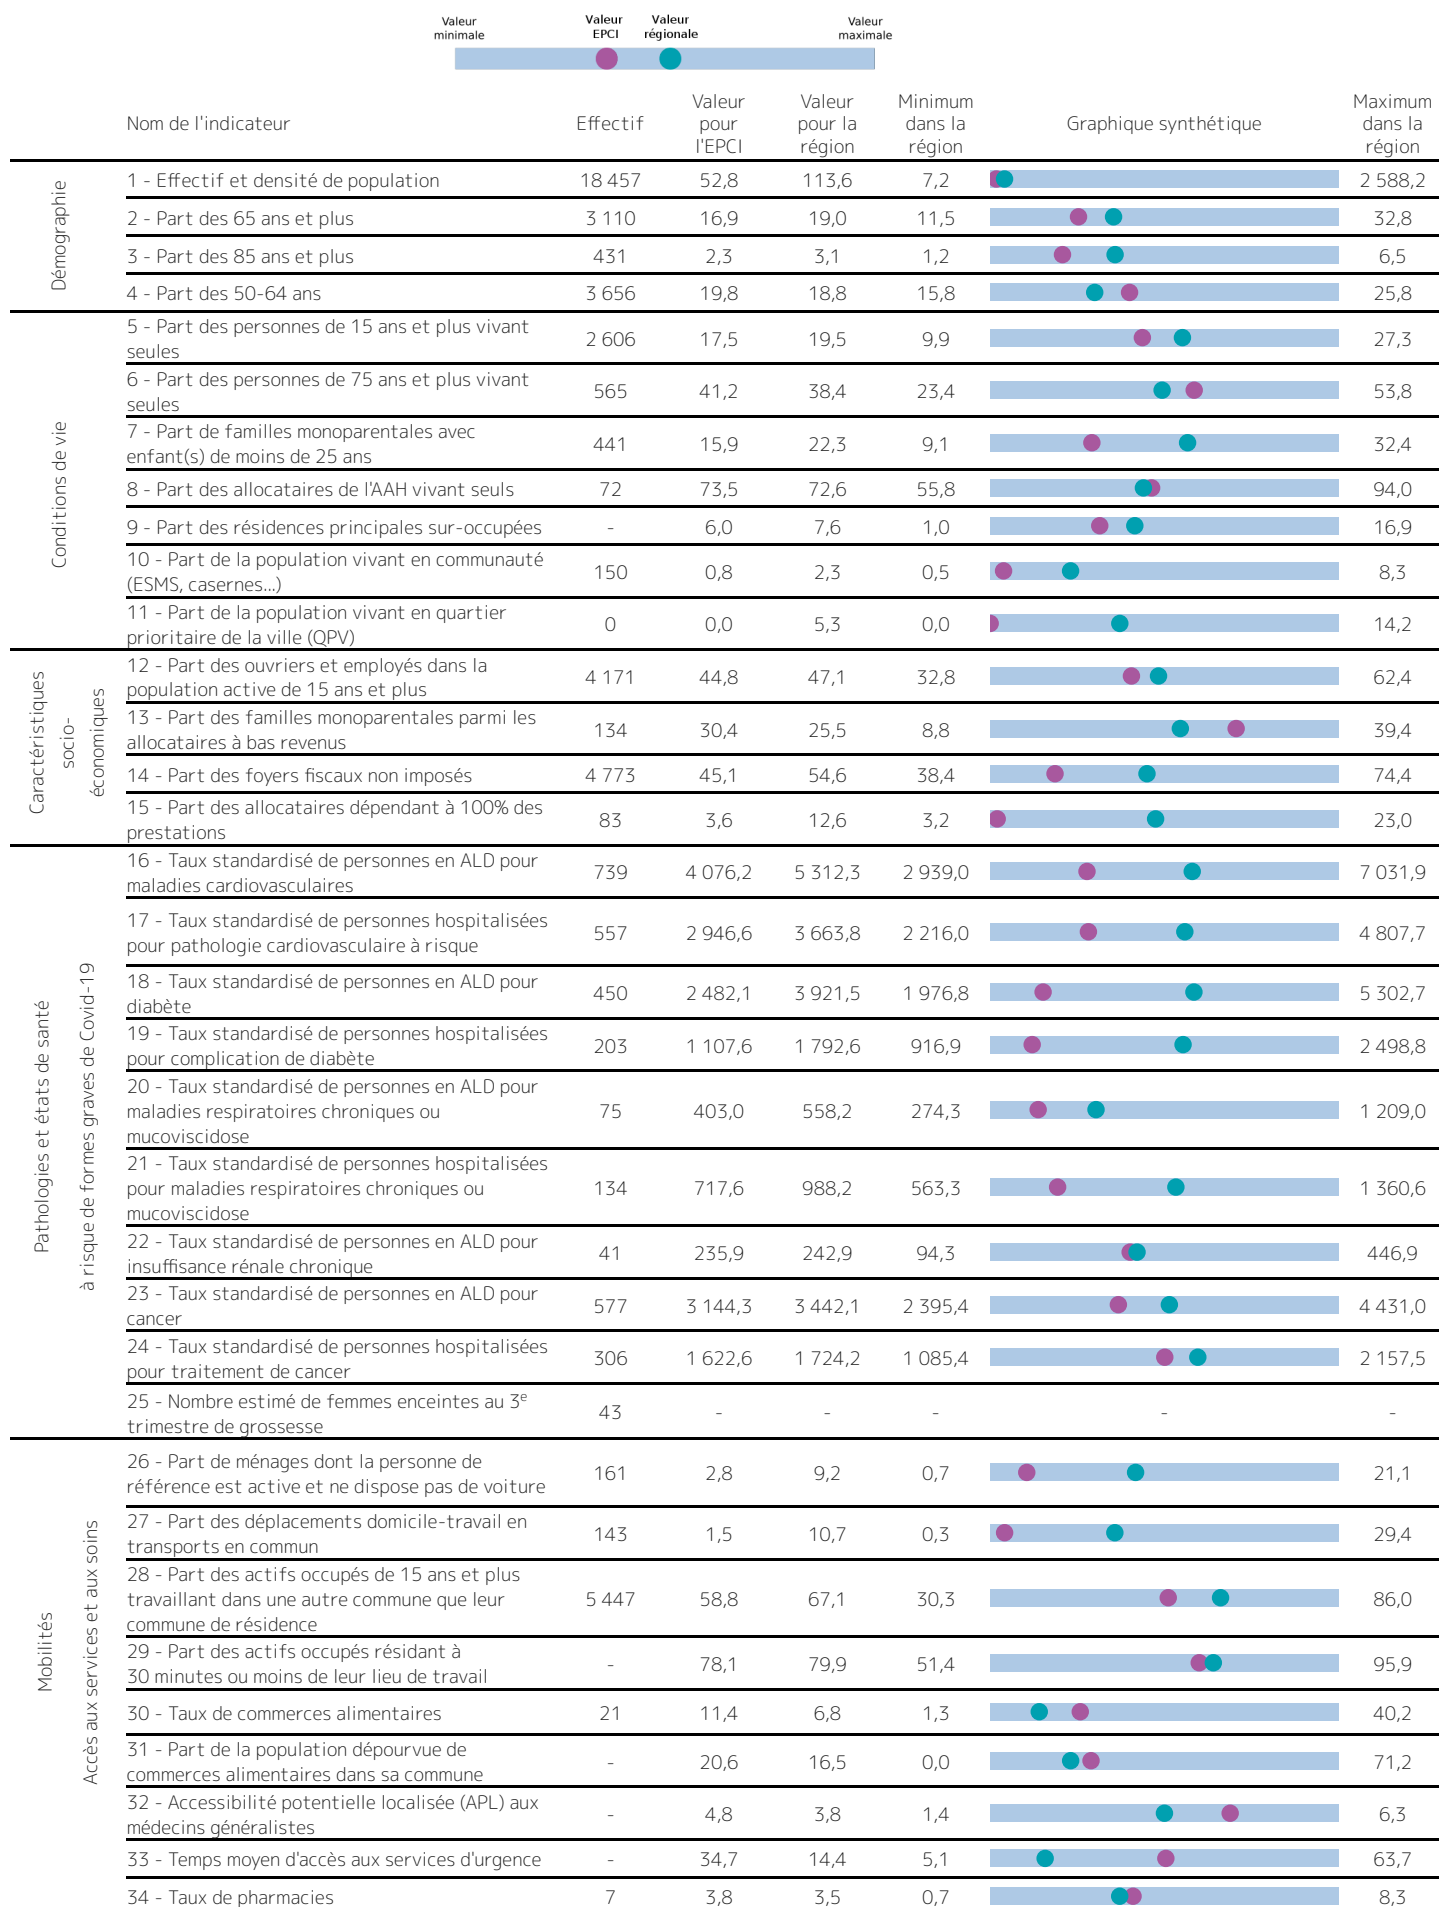 Valeur minimale
Valeur EPCI
Valeur régionale
Valeur maximale
Nom de l'indicateur
Effectif
Valeur pour l'EPCI
Valeur pour la région
Minimum dans la région
Graphique synthétique
Maximum dans la région
Démographie
1 - Effectif et densité de population 18 457 52,8 113,6 7,2 2 588,2
2 - Part des 65 ans et plus 3 110 16,9 19,0 11,5 32,8
3 - Part des 85 ans et plus 431 2,3 3,1 1,2 6,5
4 - Part des 50-64 ans 3 656 19,8 18,8 15,8 25,8
Conditions de vie
5 - Part des personnes de 15 ans et plus vivant
seules 2 606 17,5 19,5 9,9 27,3
6 - Part des personnes de 75 ans et plus vivant
seules 565 41,2 38,4 23,4 53,8
7 - Part de familles monoparentales avec
enfant(s) de moins de 25 ans 441 15,9 22,3 9,1 32,4
8 - Part des allocataires de l'AAH vivant seuls 72 73,5 72,6 55,8 94,0
9 - Part des résidences principales sur-occupées - 6,0 7,6 1,0 16,9
10 - Part de la population vivant en communauté
(ESMS, casernes...) 150 0,8 2,3 0,5 8,3
11 - Part de la population vivant en quartier
prioritaire de la ville (QPV) 0 0,0 5,3 0,0 14,2
Caractéristiques
socio-
économiques
12 - Part des ouvriers et employés dans la
population active de 15 ans et plus 4 171 44,8 47,1 32,8 62,4
13 - Part des familles monoparentales parmi les
allocataires à bas revenus 134 30,4 25,5 8,8 39,4
14 - Part des foyers fiscaux non imposés 4 773 45,1 54,6 38,4 74,4
15 - Part des allocataires dépendant à 100% des
prestations 83 3,6 12,6 3,2 23,0
Pathologies et états de santé
à risque de formes graves de Covid-19
16 - Taux standardisé de personnes en ALD pour
maladies cardiovasculaires 739 4 076,2 5 312,3 2 939,0 7 031,9
17 - Taux standardisé de personnes hospitalisées
pour pathologie cardiovasculaire à risque 557 2 946,6 3 663,8 2 216,0 4 807,7
18 - Taux standardisé de personnes en ALD pour
diabète 450 2 482,1 3 921,5 1 976,8 5 302,7
19 - Taux standardisé de personnes hospitalisées
pour complication de diabète 203 1 107,6 1 792,6 916,9 2 498,8
20 - Taux standardisé de personnes en ALD pour
maladies respiratoires chroniques ou
mucoviscidose 75 403,0 558,2 274,3 1 209,0
21 - Taux standardisé de personnes hospitalisées
pour maladies respiratoires chroniques ou
mucoviscidose 134 717,6 988,2 563,3 1 360,6
22 - Taux standardisé de personnes en ALD pour
insuffisance rénale chronique 41 235,9 242,9 94,3 446,9
23 - Taux standardisé de personnes en ALD pour
cancer 577 3 144,3 3 442,1 2 395,4 4 431,0
24 - Taux standardisé de personnes hospitalisées
pour traitement de cancer 306 1 622,6 1 724,2 1 085,4 2 157,5
25 - Nombre estimé de femmes enceintes au 3e
trimestre de grossesse 43 - - - - -
Mobilités
Accès aux services et aux soins
26 - Part de ménages dont la personne de
référence est active et ne dispose pas de voiture 161 2,8 9,2 0,7 21,1
27 - Part des déplacements domicile-travail en
transports en commun 143 1,5 10,7 0,3 29,4
28 - Part des actifs occupés de 15 ans et plus
travaillant dans une autre commune que leur
commune de résidence 5 447 58,8 67,1 30,3 86,0
29 - Part des actifs occupés résidant à
30 minutes ou moins de leur lieu de travail - 78,1 79,9 51,4 95,9
30 - Taux de commerces alimentaires 21 11,4 6,8 1,3 40,2
31 - Part de la population dépourvue de
commerces alimentaires dans sa commune - 20,6 16,5 0,0 71,2
32 - Accessibilité potentielle localisée (APL) aux
médecins généralistes - 4,8 3,8 1,4 6,3
33 - Temps moyen d'accès aux services d'urgence - 34,7 14,4 5,1 63,7
34 - Taux de pharmacies 7 3,8 3,5 0,7 8,3